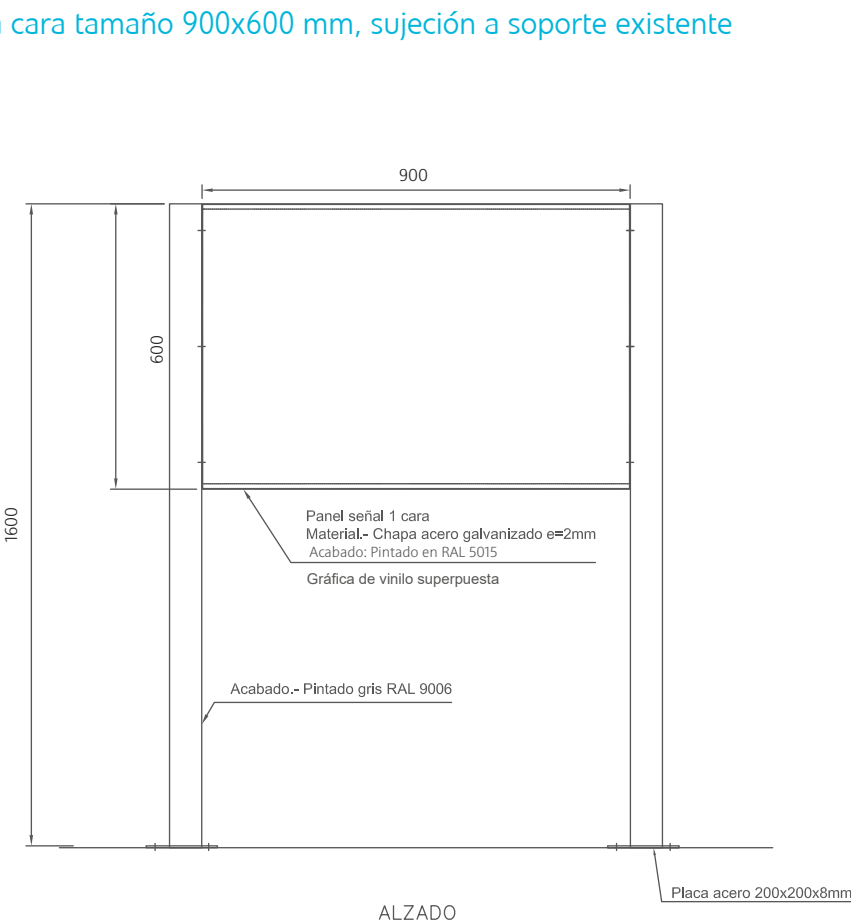 cara tamaño 900x600 mm, sujeción a soporte existente
900
600
1600
Panel señal 1 cara
Material.- Chapa acero galvanizado e=2mm
Acabado: Pintado en RAL 5015
Gráfica de vinilo superpuesta
Acabado.- Pintado gris RAL 9006
Placa acero 200x200x8mm
ALZADO